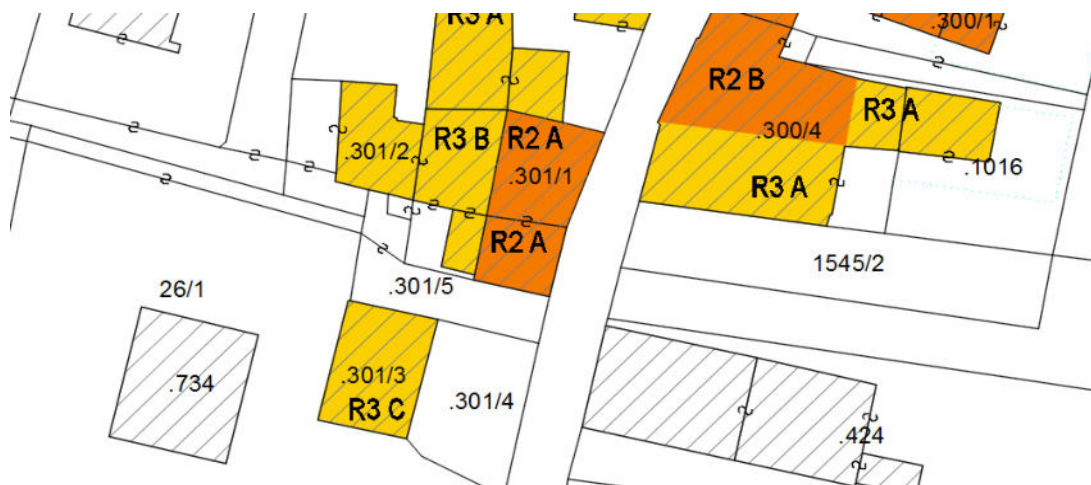 R3 A
.300/1
R2 B
R3 A
.300/4
.301/2
R3 B
R2 A
.301/1
.1016
R3 A
R2 A
1545/2
.301/5
26/1
.734
.301/3
R3 C
.301/4
.424